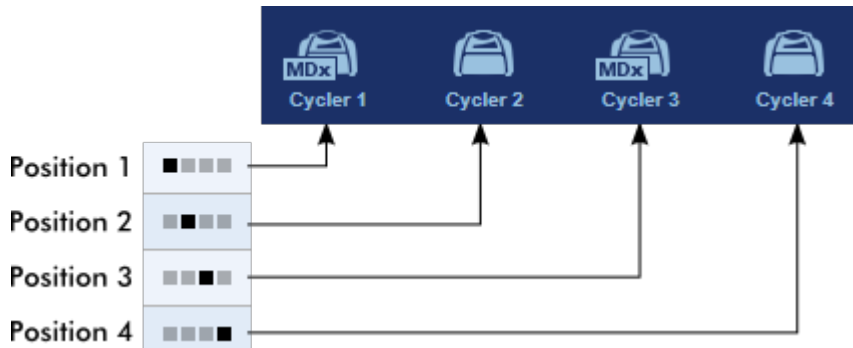 MDx MDx
Cycler 1 Cycler 2 Cycler 3 Cycler 4
Position 1
Position 2
Position 3
Position 4